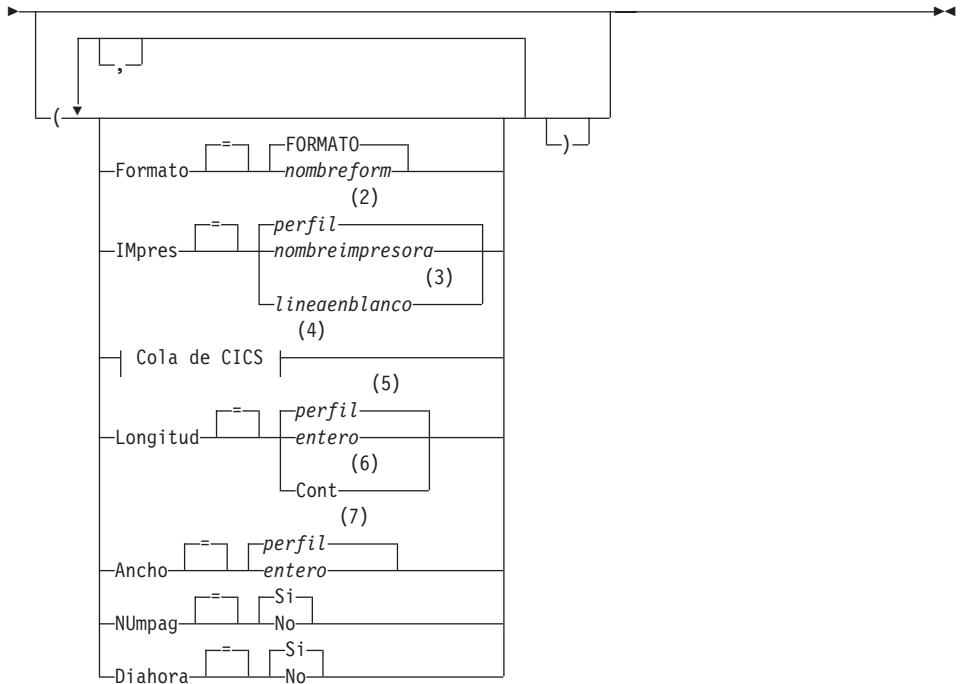 ,
( )
= FORMATO
Formato nombreform
(2)
= perfil
IMpres nombreimpresora
(3)
lineaenblanco
(4)
Cola de CICS
(5)
= perfil
Longitud entero
(6)
Cont
(7)
= perfil
Ancho entero
= Si
NUmpag No
= Si
Diahora No